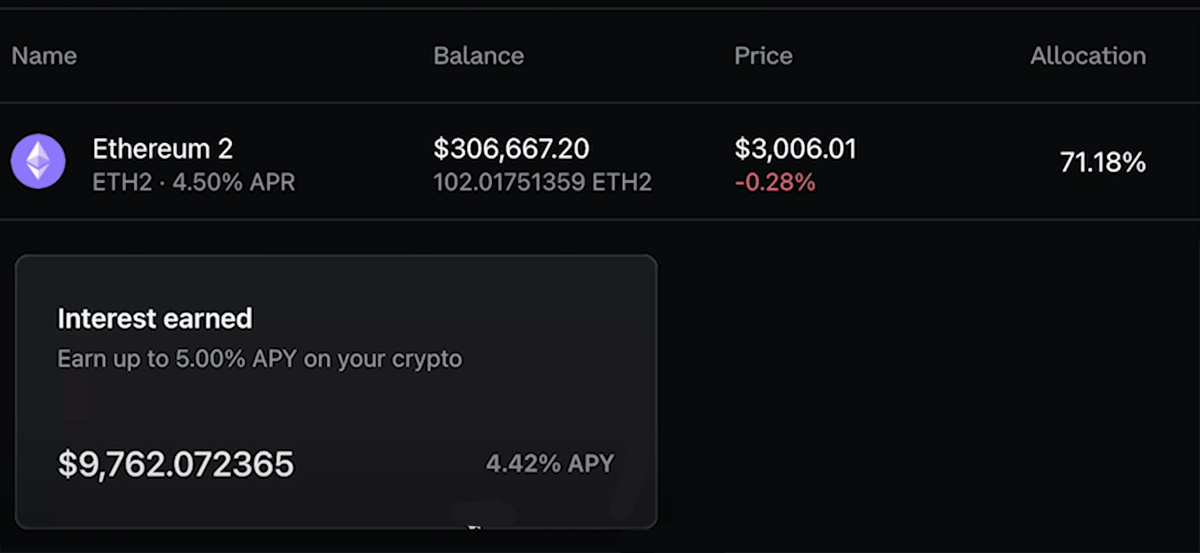 Name Balance Price Allocation
Ethereum 2 $306,667.20 $3,006.01 71.18%
ETH2 · 4.50% APR 102.01751359 ETH2 -0.28%
Interest earned
Earn up to 5.00% APY on your crypto
$9,762.072365 4.42% APY